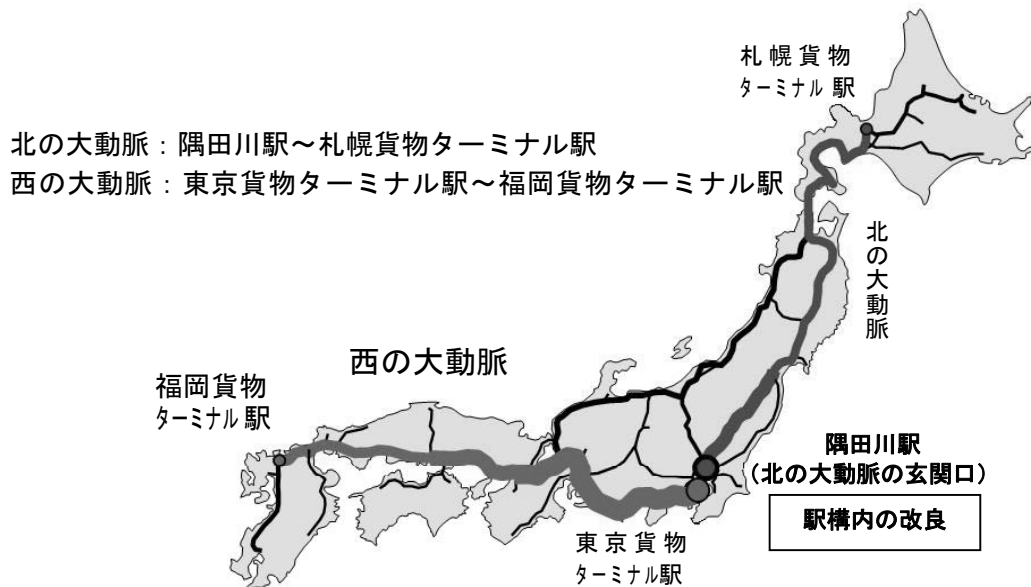 札幌貨物
ターミナル駅
北の大動脈：隅田川駅～札幌貨物ターミナル駅
西の大動脈：東京貨物ターミナル駅～福岡貨物ターミナル駅
北の大動脈
西の大動脈
福岡貨物
ターミナル駅
隅田川駅
（北の大動脈の玄関口）
駅構内の改良
東京貨物
ターミナル駅